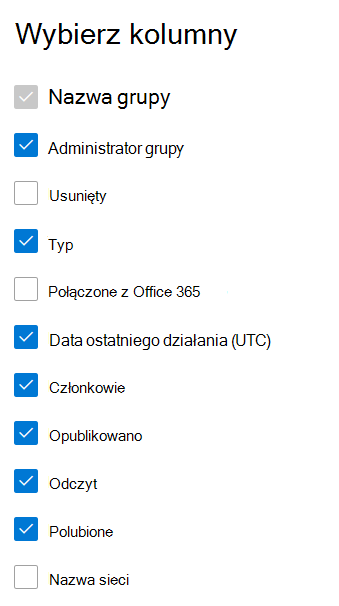 Wybierz kolumny
Nazwa grupy
Administrator grupy
Usunięty
Typ
Połączone z Office 365
Data ostatniego działania (UTC)
Członkowie
Opublikowano
Odczyt
Polubione
Nazwa sieci